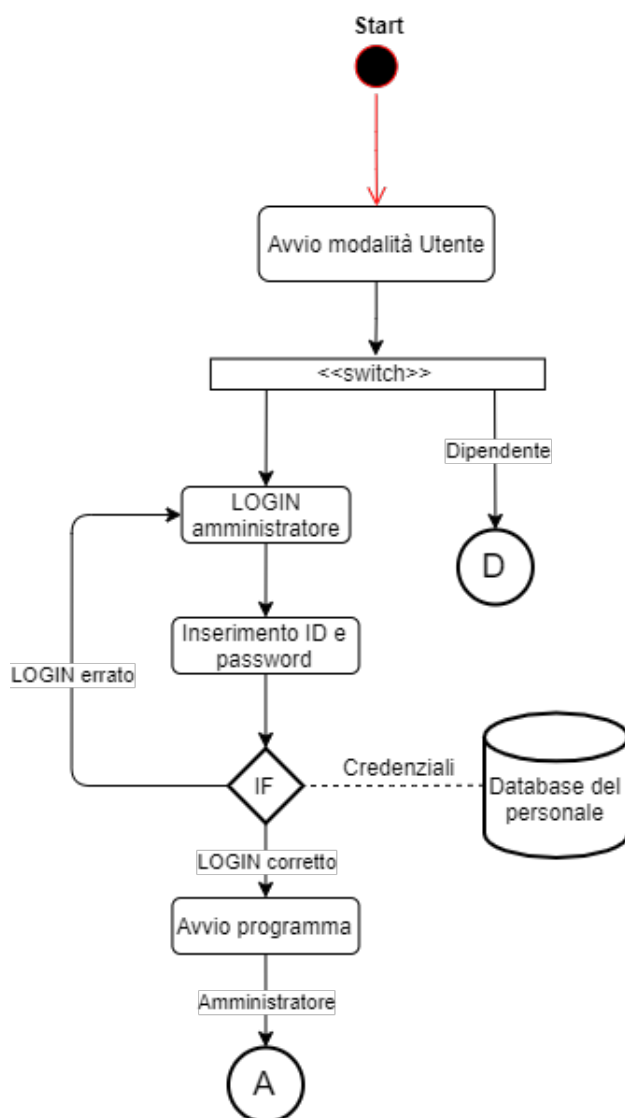 Start
Avvio modalità Utente
<<switch>>
Dipendente
LOGIN
amministratore
D
Inserimento ID e
password
LOGIN errato
IF
Credenziali
Database del
personale
LOGIN corretto
Avvio programma
Amministratore
A